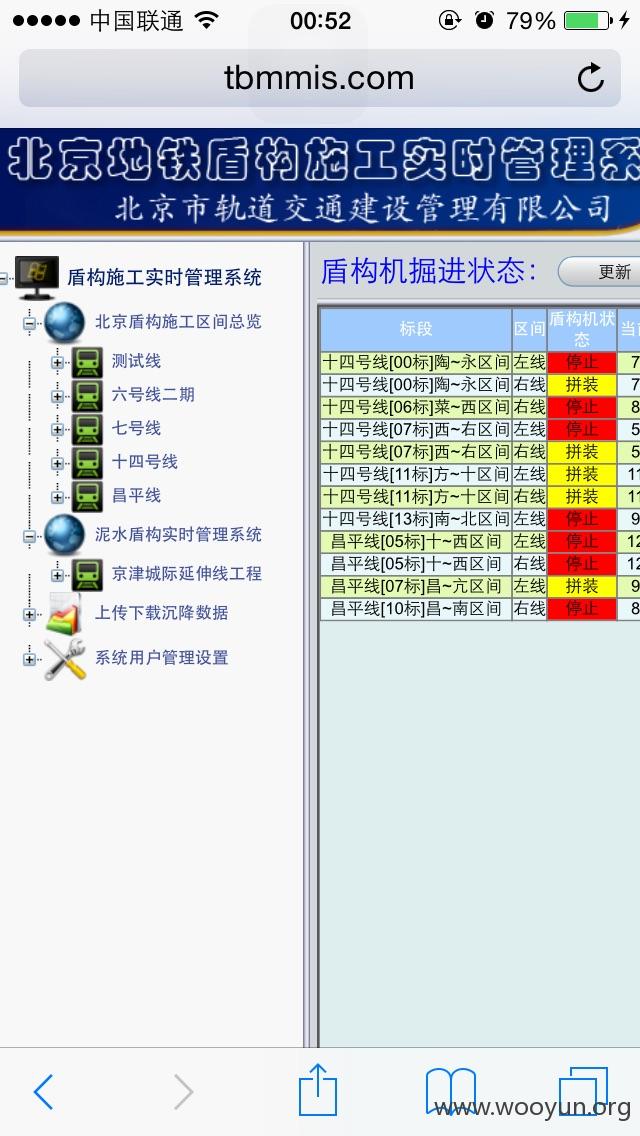 中国联通 00:52 79%
tbmmis.com
北京地铁盾构施工实时管理系
北京市轨道交通建设管理有限公司
盾构施工实时管理系统
北京盾构施工区间总览
测试线
六号线二期
七号线
十四号线
昌平线
泥水盾构实时管理系统
京津城际延伸线工程
上传下载沉降数据
系统用户管理设置
盾构机掘进状态： 更新
标段 区间 盾构机状态 当前
十四号线[00标]陶~永区间 左线 停止 7
十四号线[00标]陶~永区间 右线 拼装 7
十四号线[06标]菜~西区间 右线 停止 8
十四号线[07标]西~右区间 左线 停止 5
十四号线[07标]西~右区间 右线 拼装 5
十四号线[11标]方~十区间 左线 拼装 11
十四号线[11标]方~十区间 右线 拼装 11
十四号线[13标]南~北区间 左线 停止 9
昌平线[05标]十~西区间 左线 停止 12
昌平线[05标]十~西区间 右线 停止 12
昌平线[07标]昌~亢区间 左线 拼装 9
昌平线[10标]昌~南区间 右线 停止 8
www.wooyun.org